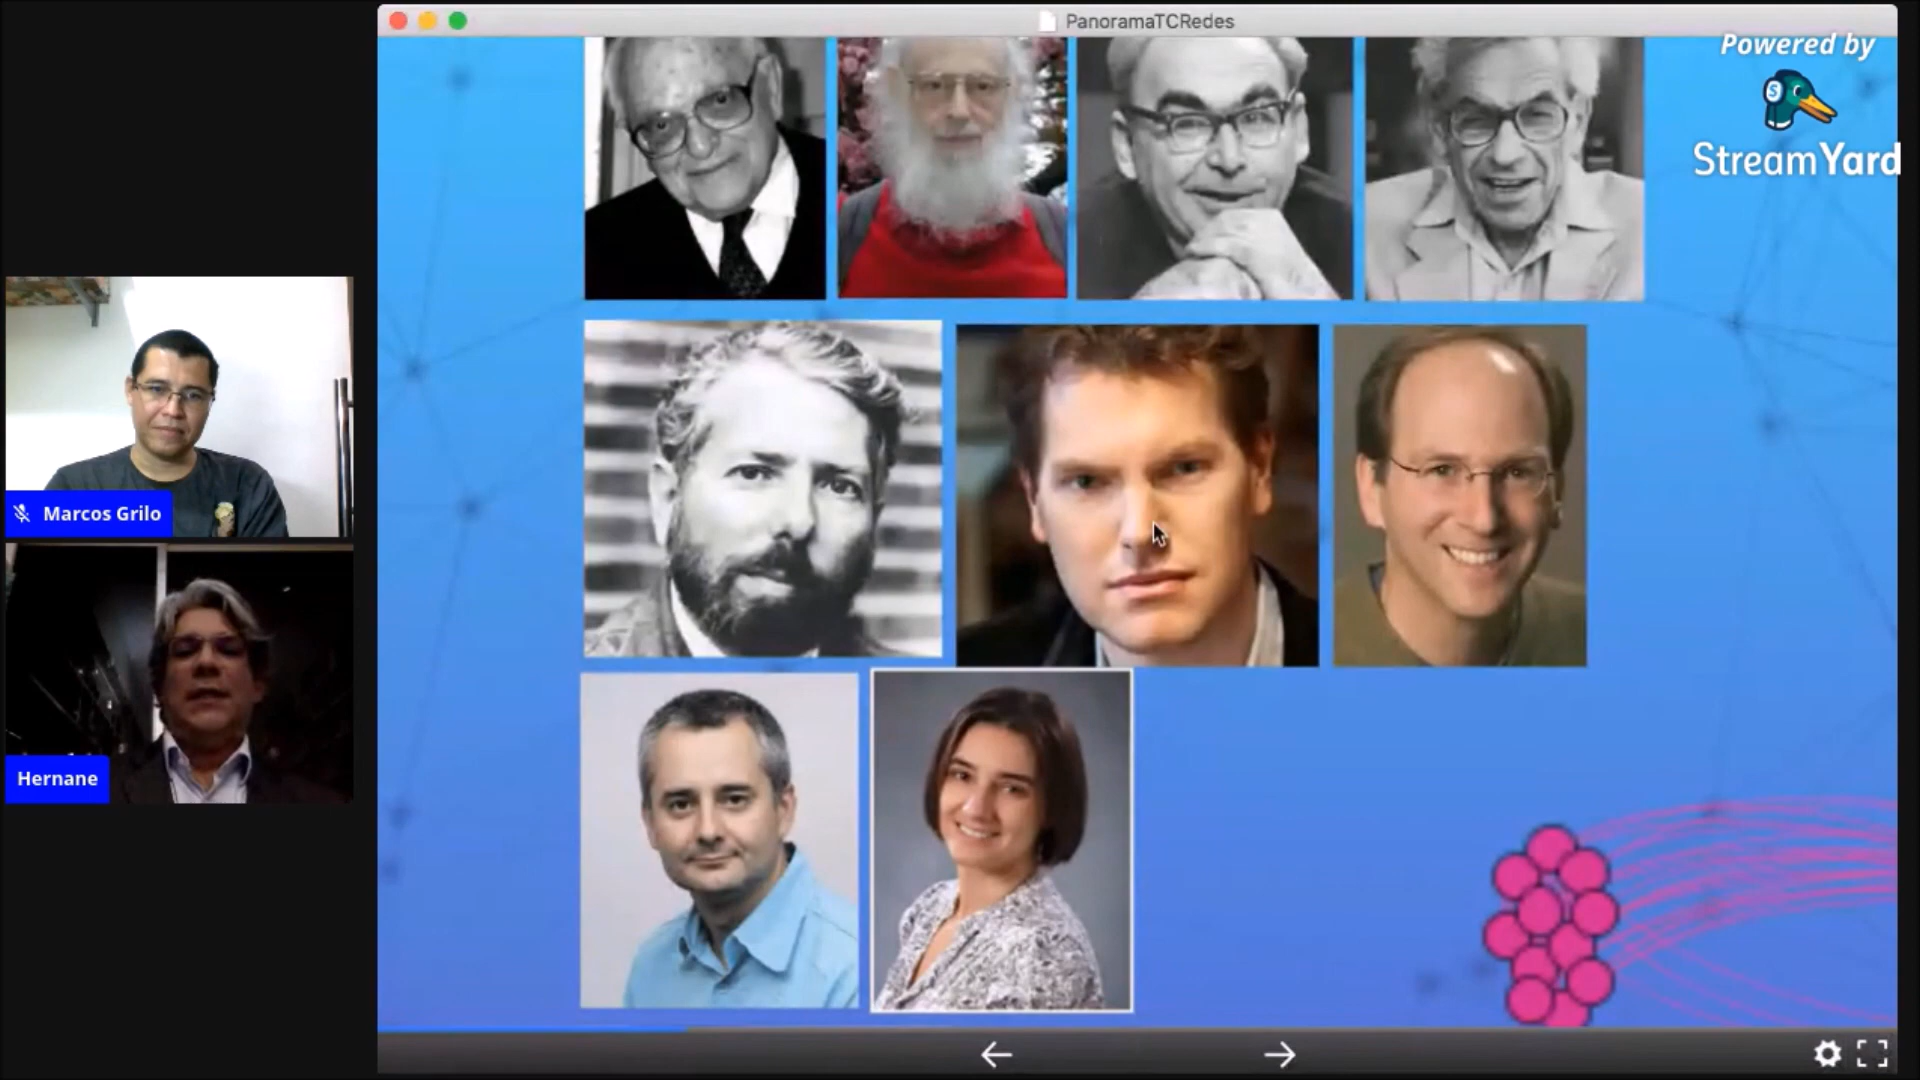 PanoramaTCRedes
Powered by
S
StreamYard
Marcos Grilo
Hernane